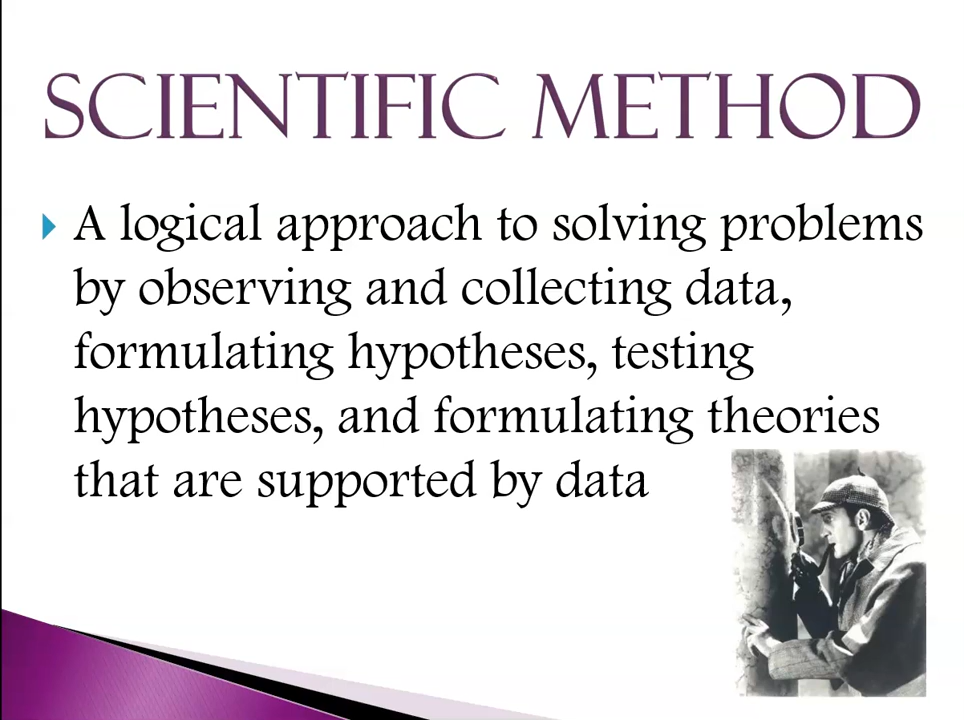 SCIENTIFIC METHOD
A logical approach to solving problems
by observing and collecting data,
formulating hypotheses, testing
hypotheses, and formulating theories
that are supported by data